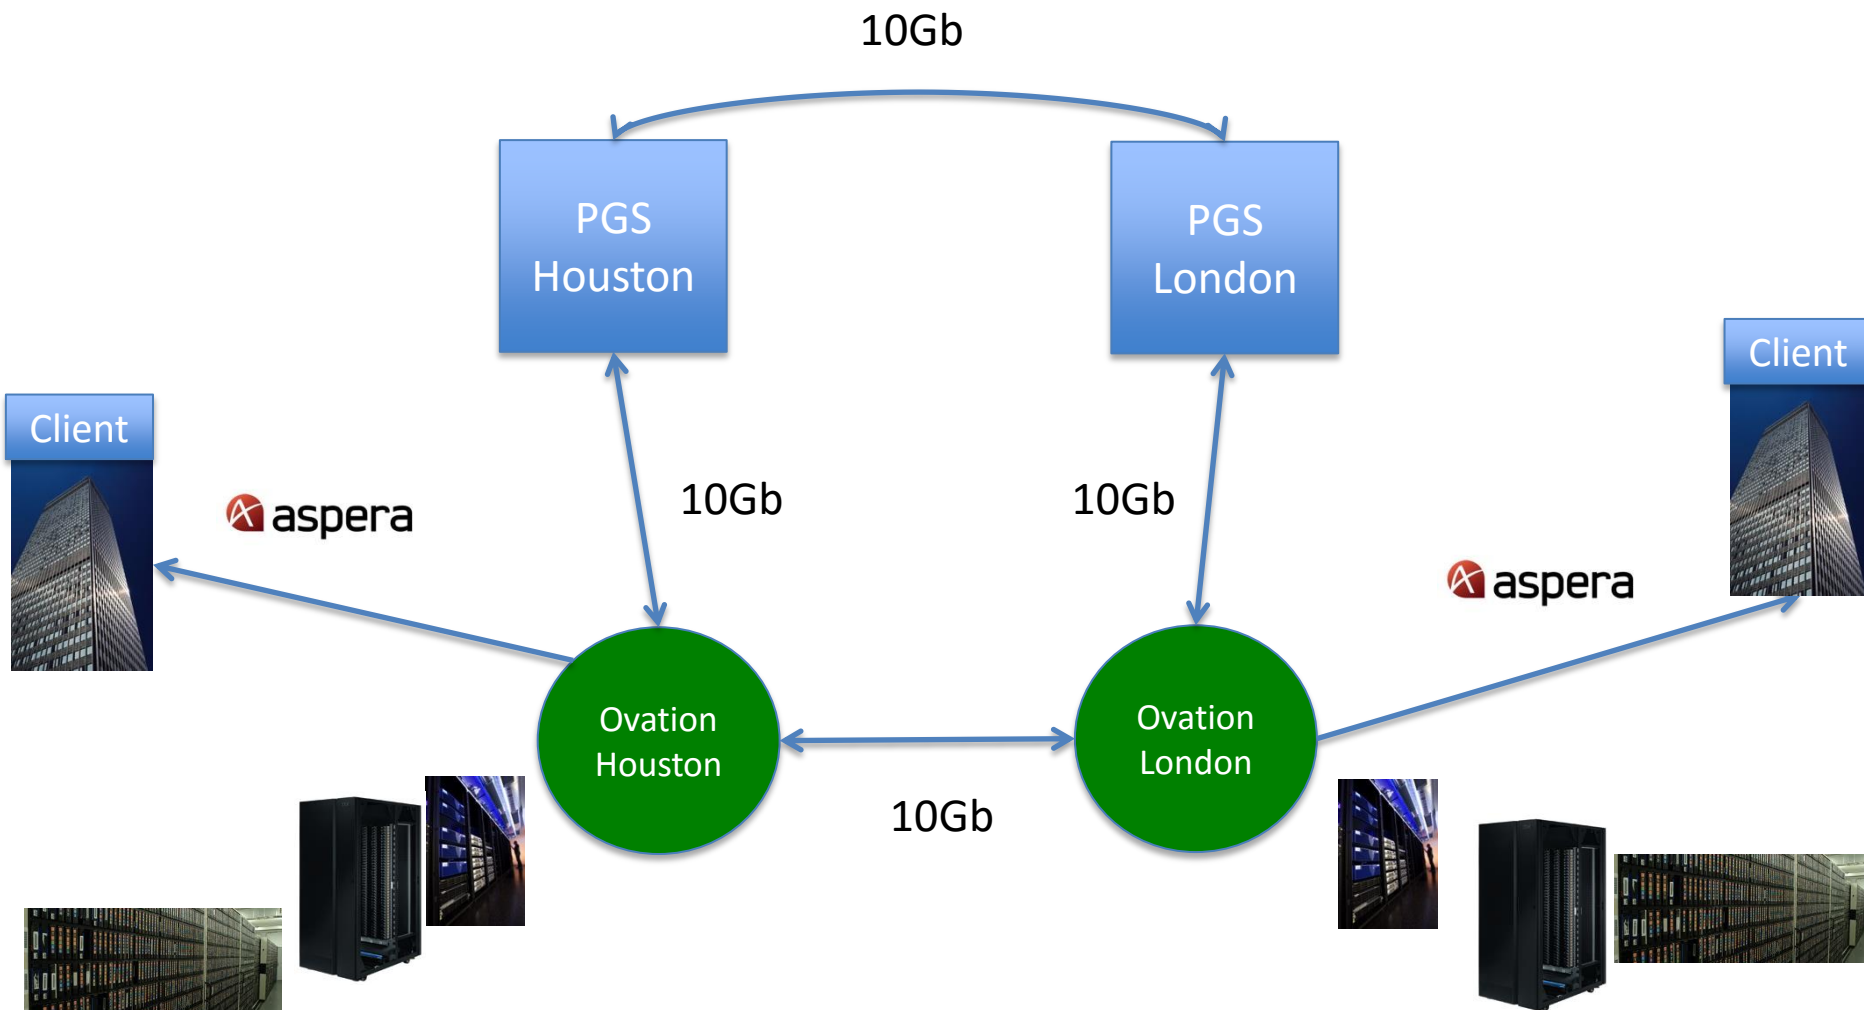 10Gb
PGS
Houston
PGS
London
Client
Client
aspera
10Gb
10Gb
aspera
Ovation
Houston
Ovation
London
10Gb